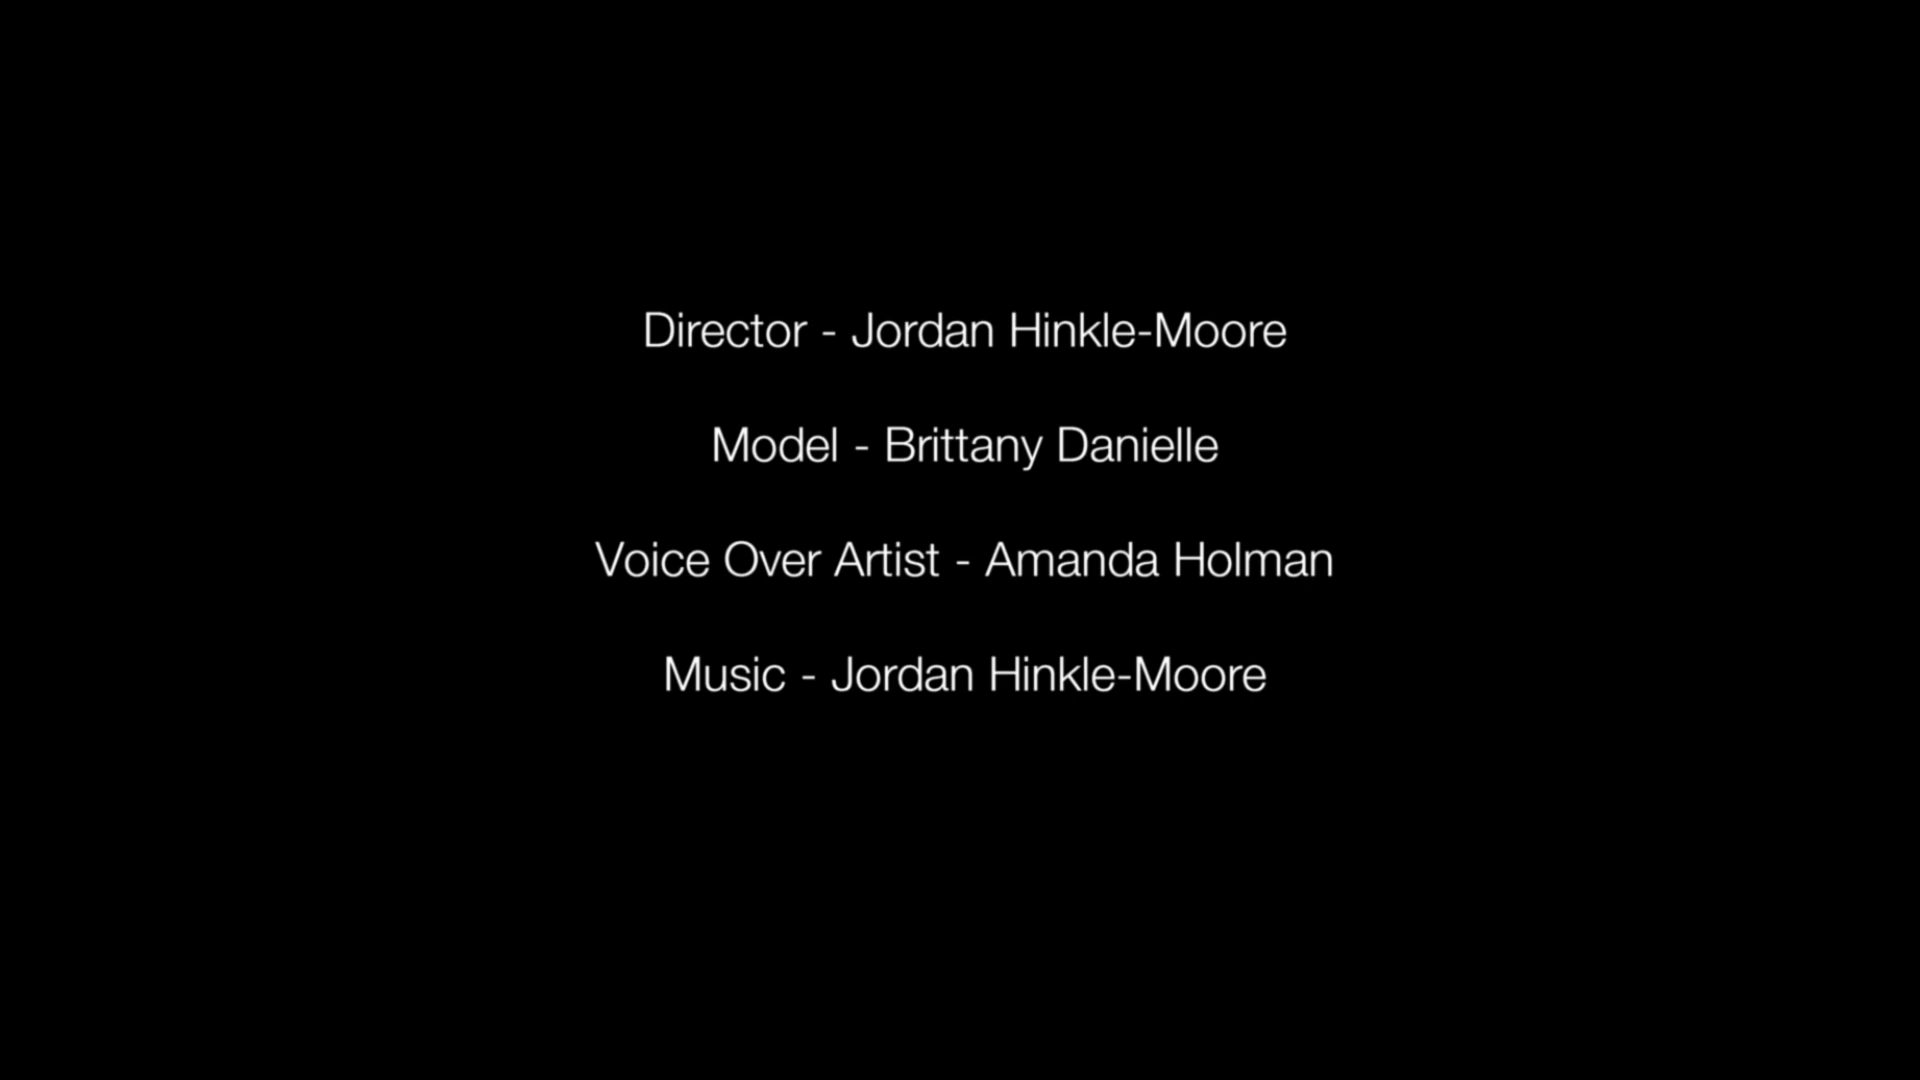 Director - Jordan Hinkle-Moore
Model - Brittany Danielle
Voice Over Artist - Amanda Holman
Music - Jordan Hinkle-Moore